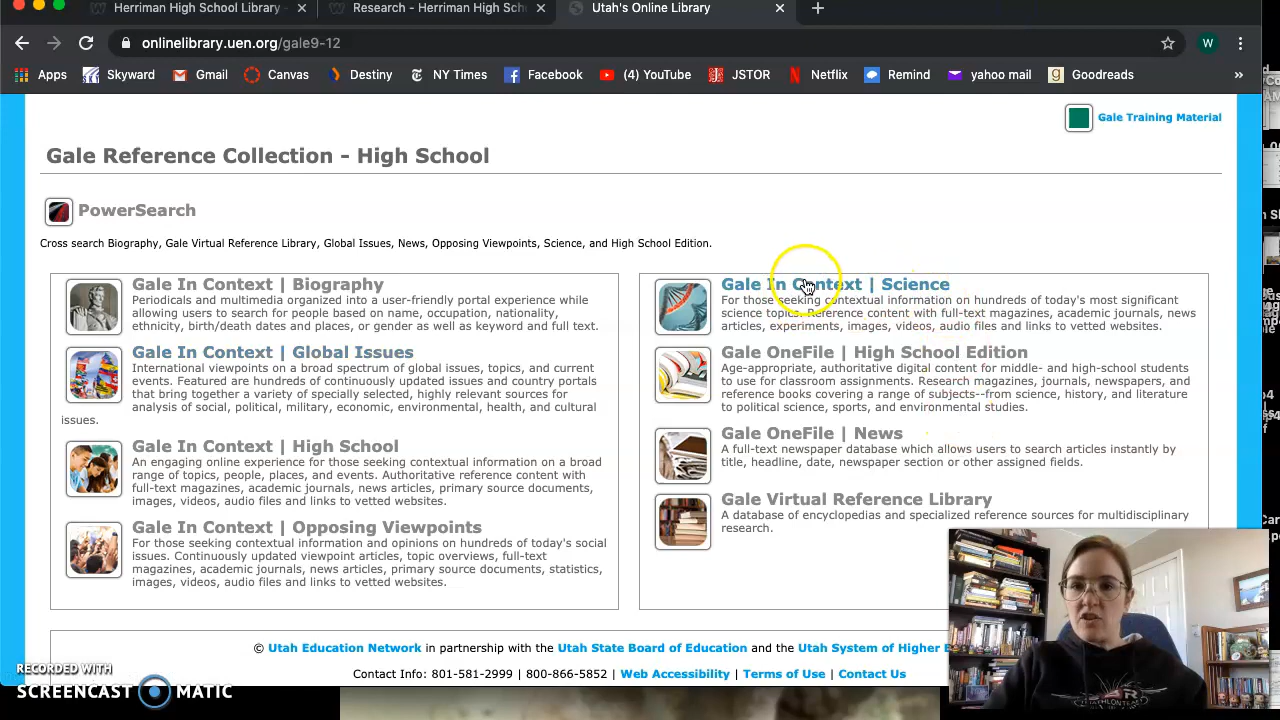 Herriman High School Library
Research - Herriman High Sch
Utah's Online Library
onlinelibrary.uen.org/gale9-12
W
Apps
Skyward
Gmail
Canvas
Destiny
NY Times
Facebook
(4) YouTube
JSTOR
Netflix
Remind
yahoo mail
Goodreads
»
Gale Training Material
Gale Reference Collection - High School
PowerSearch
Cross search Biography, Gale Virtual Reference Library, Global Issues, News, Opposing Viewpoints, Science, and High School Edition.
Gale In Context | Biography
Periodicals and multimedia organized into a user-friendly portal experience while
allowing users to search for people based on name, occupation, nationality,
ethnicity, birth/death dates and places, or gender as well as keyword and full text.
Gale In Context | Global Issues
International viewpoints on a broad spectrum of global issues, topics, and current
events. Featured are hundreds of continuously updated issues and country portals
that bring together a variety of specially selected, highly relevant sources for
analysis of social, political, military, economic, environmental, health, and cultural
issues.
Gale In Context | High School
An engaging online experience for those seeking contextual information on a broad
range of topics, people, places, and events. Authoritative reference content with
full-text magazines, academic journals, news articles, primary source documents,
images, videos, audio files and links to vetted websites.
Gale In Context | Opposing Viewpoints
For those seeking contextual information and opinions on hundreds of today's social
issues. Continuously updated viewpoint articles, topic overviews, full-text
magazines, academic journals, news articles, primary source documents, statistics,
images, videos, audio files and links to vetted websites.
Gale In Context | Science
For those seeking contextual information on hundreds of today's most significant
science topics. Reference content with full-text magazines, academic journals, news
articles, experiments, images, videos, audio files and links to vetted websites.
Gale OneFile | High School Edition
Age-appropriate, authoritative digital content for middle- and high-school students
to use for classroom assignments. Research magazines, journals, newspapers, and
reference books covering a range of subjects--from science, history, and literature
to political science, sports, and environmental studies.
Gale OneFile | News
A full-text newspaper database which allows users to search articles instantly by
title, headline, date, newspaper section or other assigned fields.
Gale Virtual Reference Library
A database of encyclopedias and specialized reference sources for multidisciplinary
research.
© Utah Education Network in partnership with the Utah State Board of Education and the Utah System of Higher
Contact Info: 801-581-2999 | 800-866-5852 | Web Accessibility | Terms of Use | Contact Us
RECORDED WITH
SCREENCAST MATIC